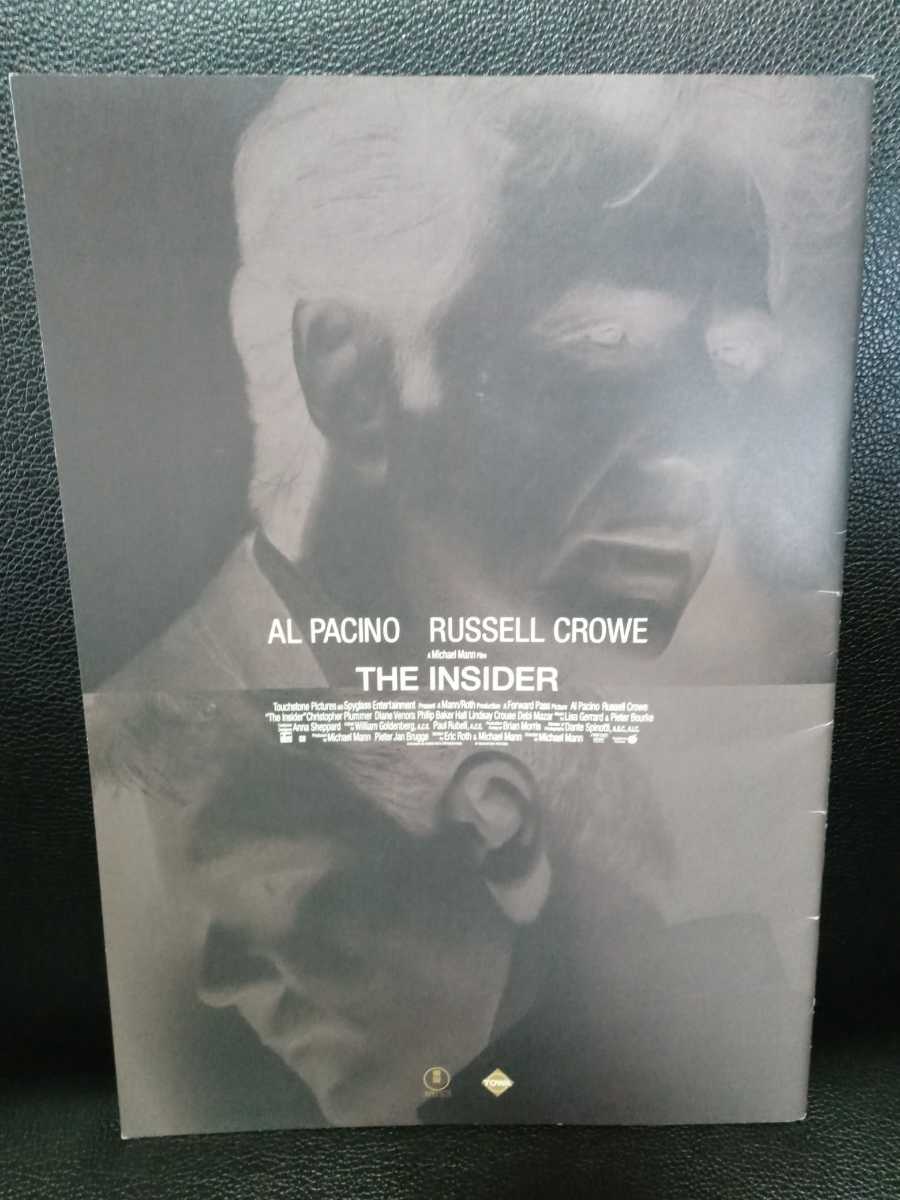 AL PACINO RUSSELL CROWE
A Michael Mann Film
THE INSIDER
Touchstone Pictures and Spyglass Entertainment Present a Mann/Roth Production A Forward Pass Picture Al Pacino Russell Crowe
"The Insider" Christopher Plummer Diane Venora Philip Baker Hall Lindsay Crouse Debi Mazar Lisa Gerrard & Pieter Bourke
Anna Sheppard William Goldenberg, A.C.E. Paul Rubell, A.C.E. Brian Morris Dante Spinotti, A.S.C., A.I.C.
Michael Mann Pieter Jan Brugge Eric Roth & Michael Mann Michael Mann
TOWA